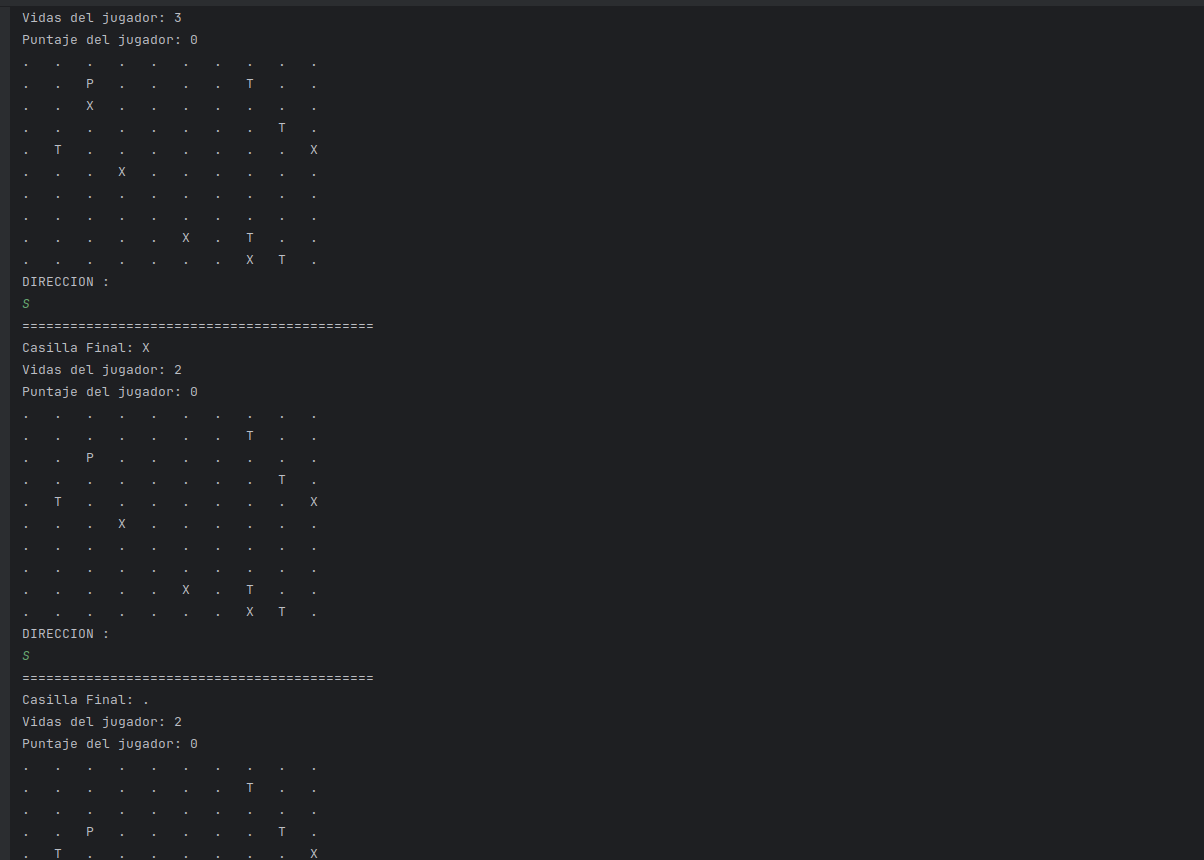 Vidas del jugador: 3
Puntaje del jugador: 0
. . . . . . . . . .
. . P . . . . T . .
. . X . . . . . . .
. . . . . . . . T .
. T . . . . . . . X
. . . X . . . . . .
. . . . . . . . . .
. . . . . . . . . .
. . . . . X . T . .
. . . . . . . X T .
DIRECCION :
S
============================================
Casilla Final: X
Vidas del jugador: 2
Puntaje del jugador: 0
. . . . . . . . . .
. . . . . . . T . .
. . P . . . . . . .
. . . . . . . . T .
. T . . . . . . . X
. . . X . . . . . .
. . . . . . . . . .
. . . . . . . . . .
. . . . . X . T . .
. . . . . . . X T .
DIRECCION :
S
============================================
Casilla Final: .
Vidas del jugador: 2
Puntaje del jugador: 0
. . . . . . . . . .
. . . . . . . T . .
. . . . . . . . . .
. . P . . . . . T .
. T . . . . . . . X